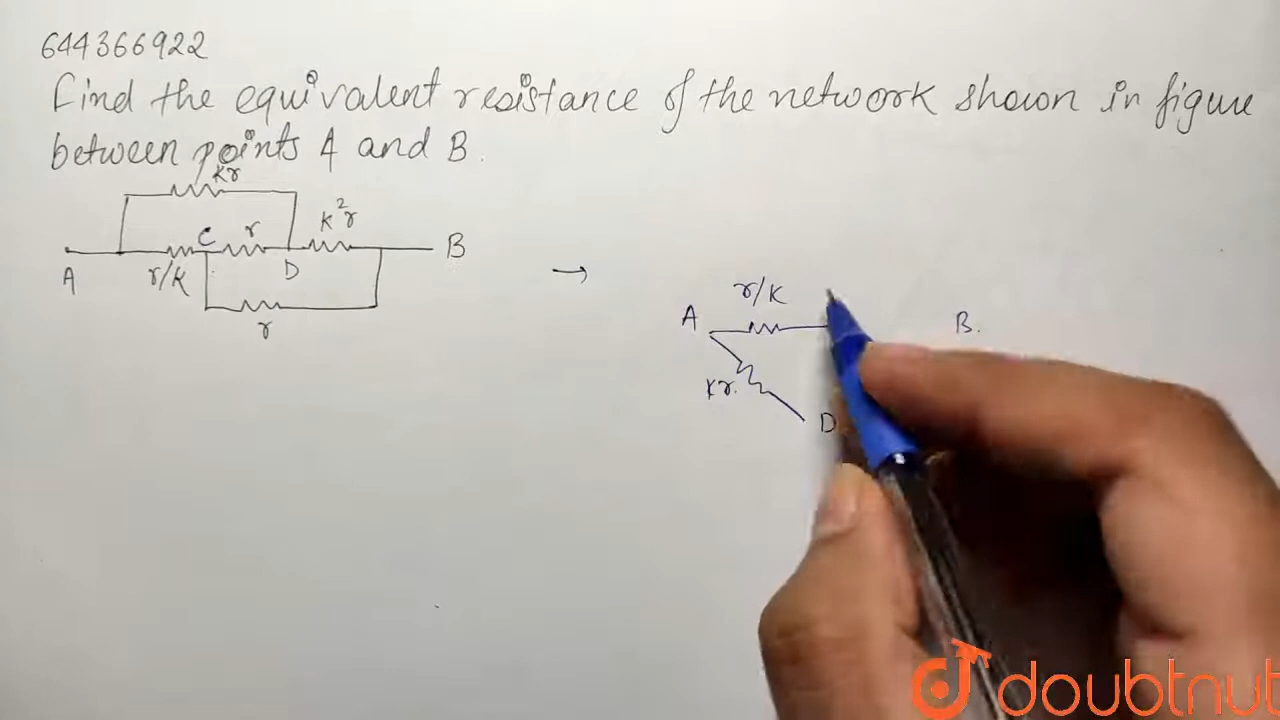 644366922
Find the equivalent resistance of the network shown in figure
between points A and B.
Kr
C r K²r
A r/K D B
r
→
r/K
A B.
Kr. D
doubtnut